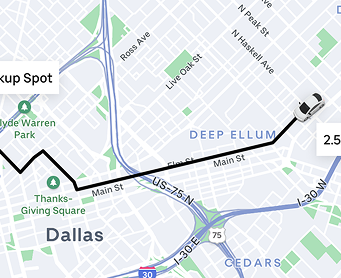 N Peak St
N Haskell Ave
Ross Ave
Live Oak St
kup Spot
lyde Warren
Park
DEEP ELLUM
2.5
Elm St
Main St
Main St
Thanks-
Giving Square
US-75-N
I-30-W
Dallas
75
I-30-E
CEDARS
30